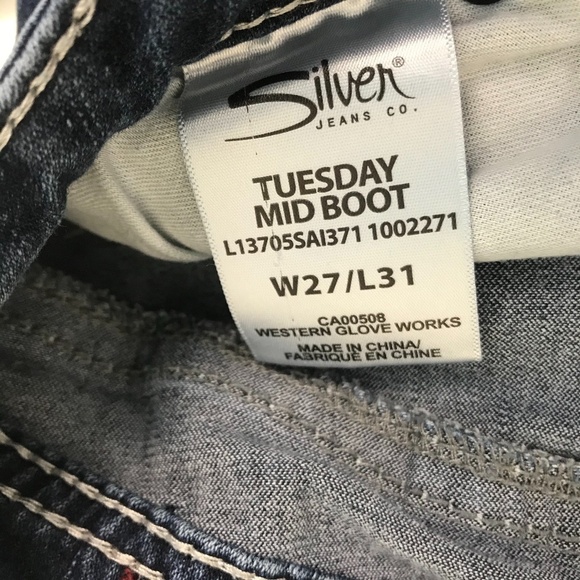 Silver®
JEANS CO.
TUESDAY
MID BOOT
L13705SAI371 1002271
W27/L31
CA00508
WESTERN GLOVE WORKS
MADE IN CHINA/
FABRIQUÉ EN CHINE